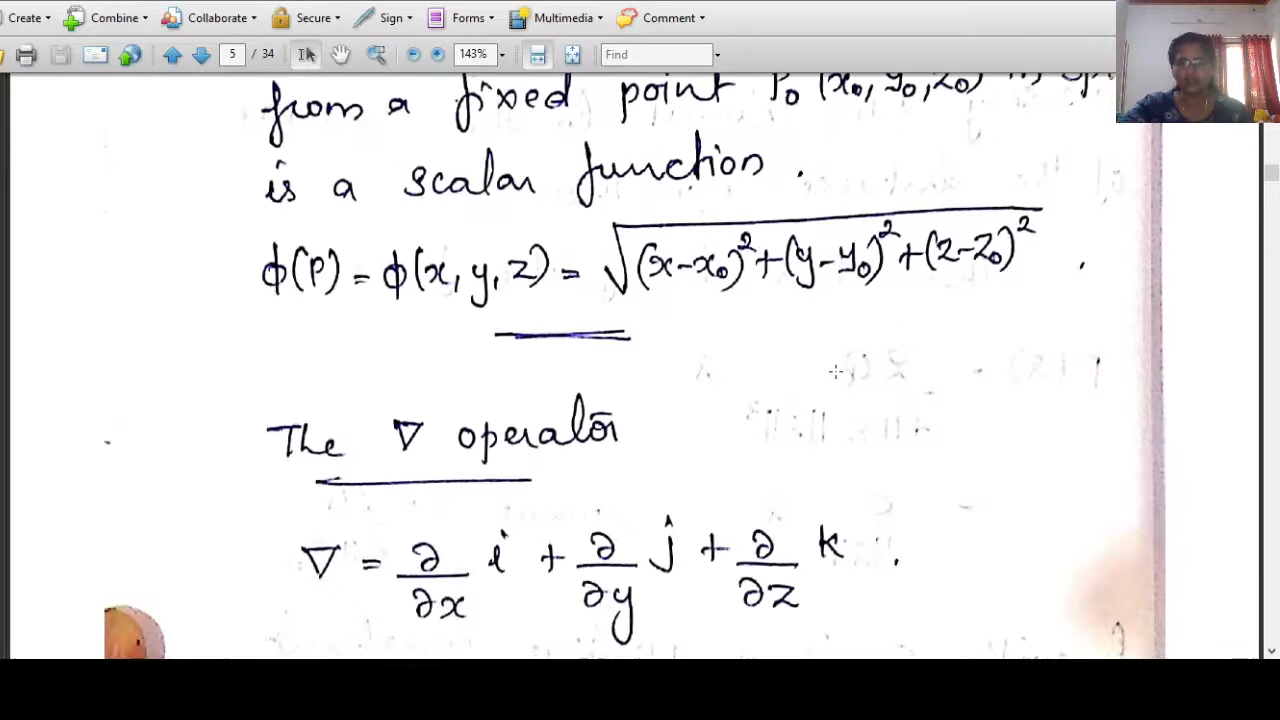 Create Combine Collaborate Secure Sign Forms Multimedia Comment
5 / 34 143% Find
from a fixed point P₀ (x₀, y₀, z₀) in
is a scalar function.
ϕ(P) = ϕ(x, y, z) = √((x-x₀)²+(y-y₀)²+(z-z₀)²) .
The ∇ operator
∇ = ∂/∂x i + ∂/∂y j + ∂/∂z k .